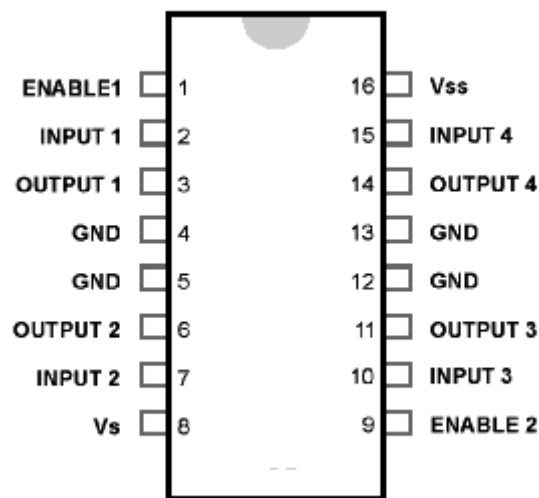 ENABLE1 1 16 Vss
INPUT 1 2 15 INPUT 4
OUTPUT 1 3 14 OUTPUT 4
GND 4 13 GND
GND 5 12 GND
OUTPUT 2 6 11 OUTPUT 3
INPUT 2 7 10 INPUT 3
Vs 8 9 ENABLE 2